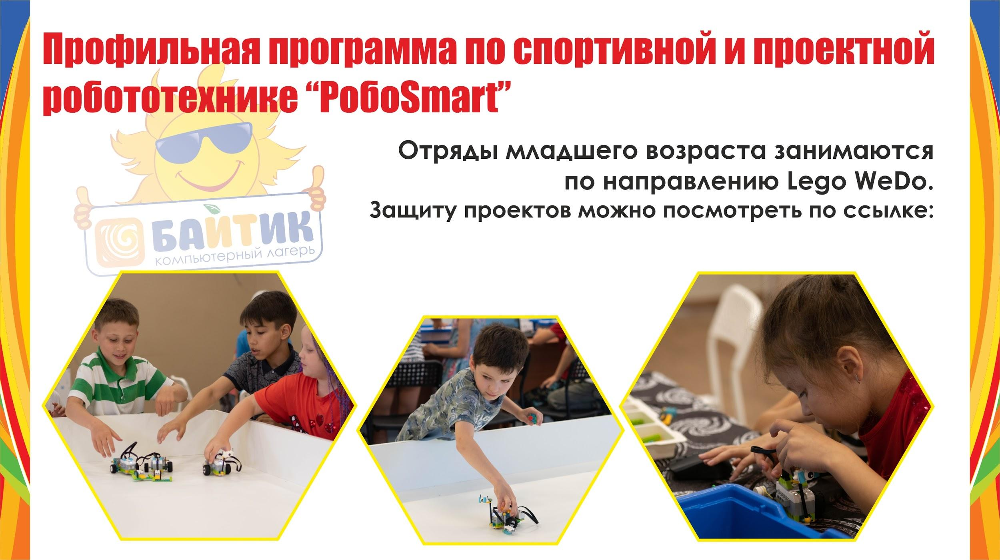 Профильная программа по спортивной и проектной
робототехнике “РобоSmart”
Отряды младшего возраста занимаются
по направлению Lego WeDo.
Защиту проектов можно посмотреть по ссылке:
БАЙТИК
компьютерный лагерь